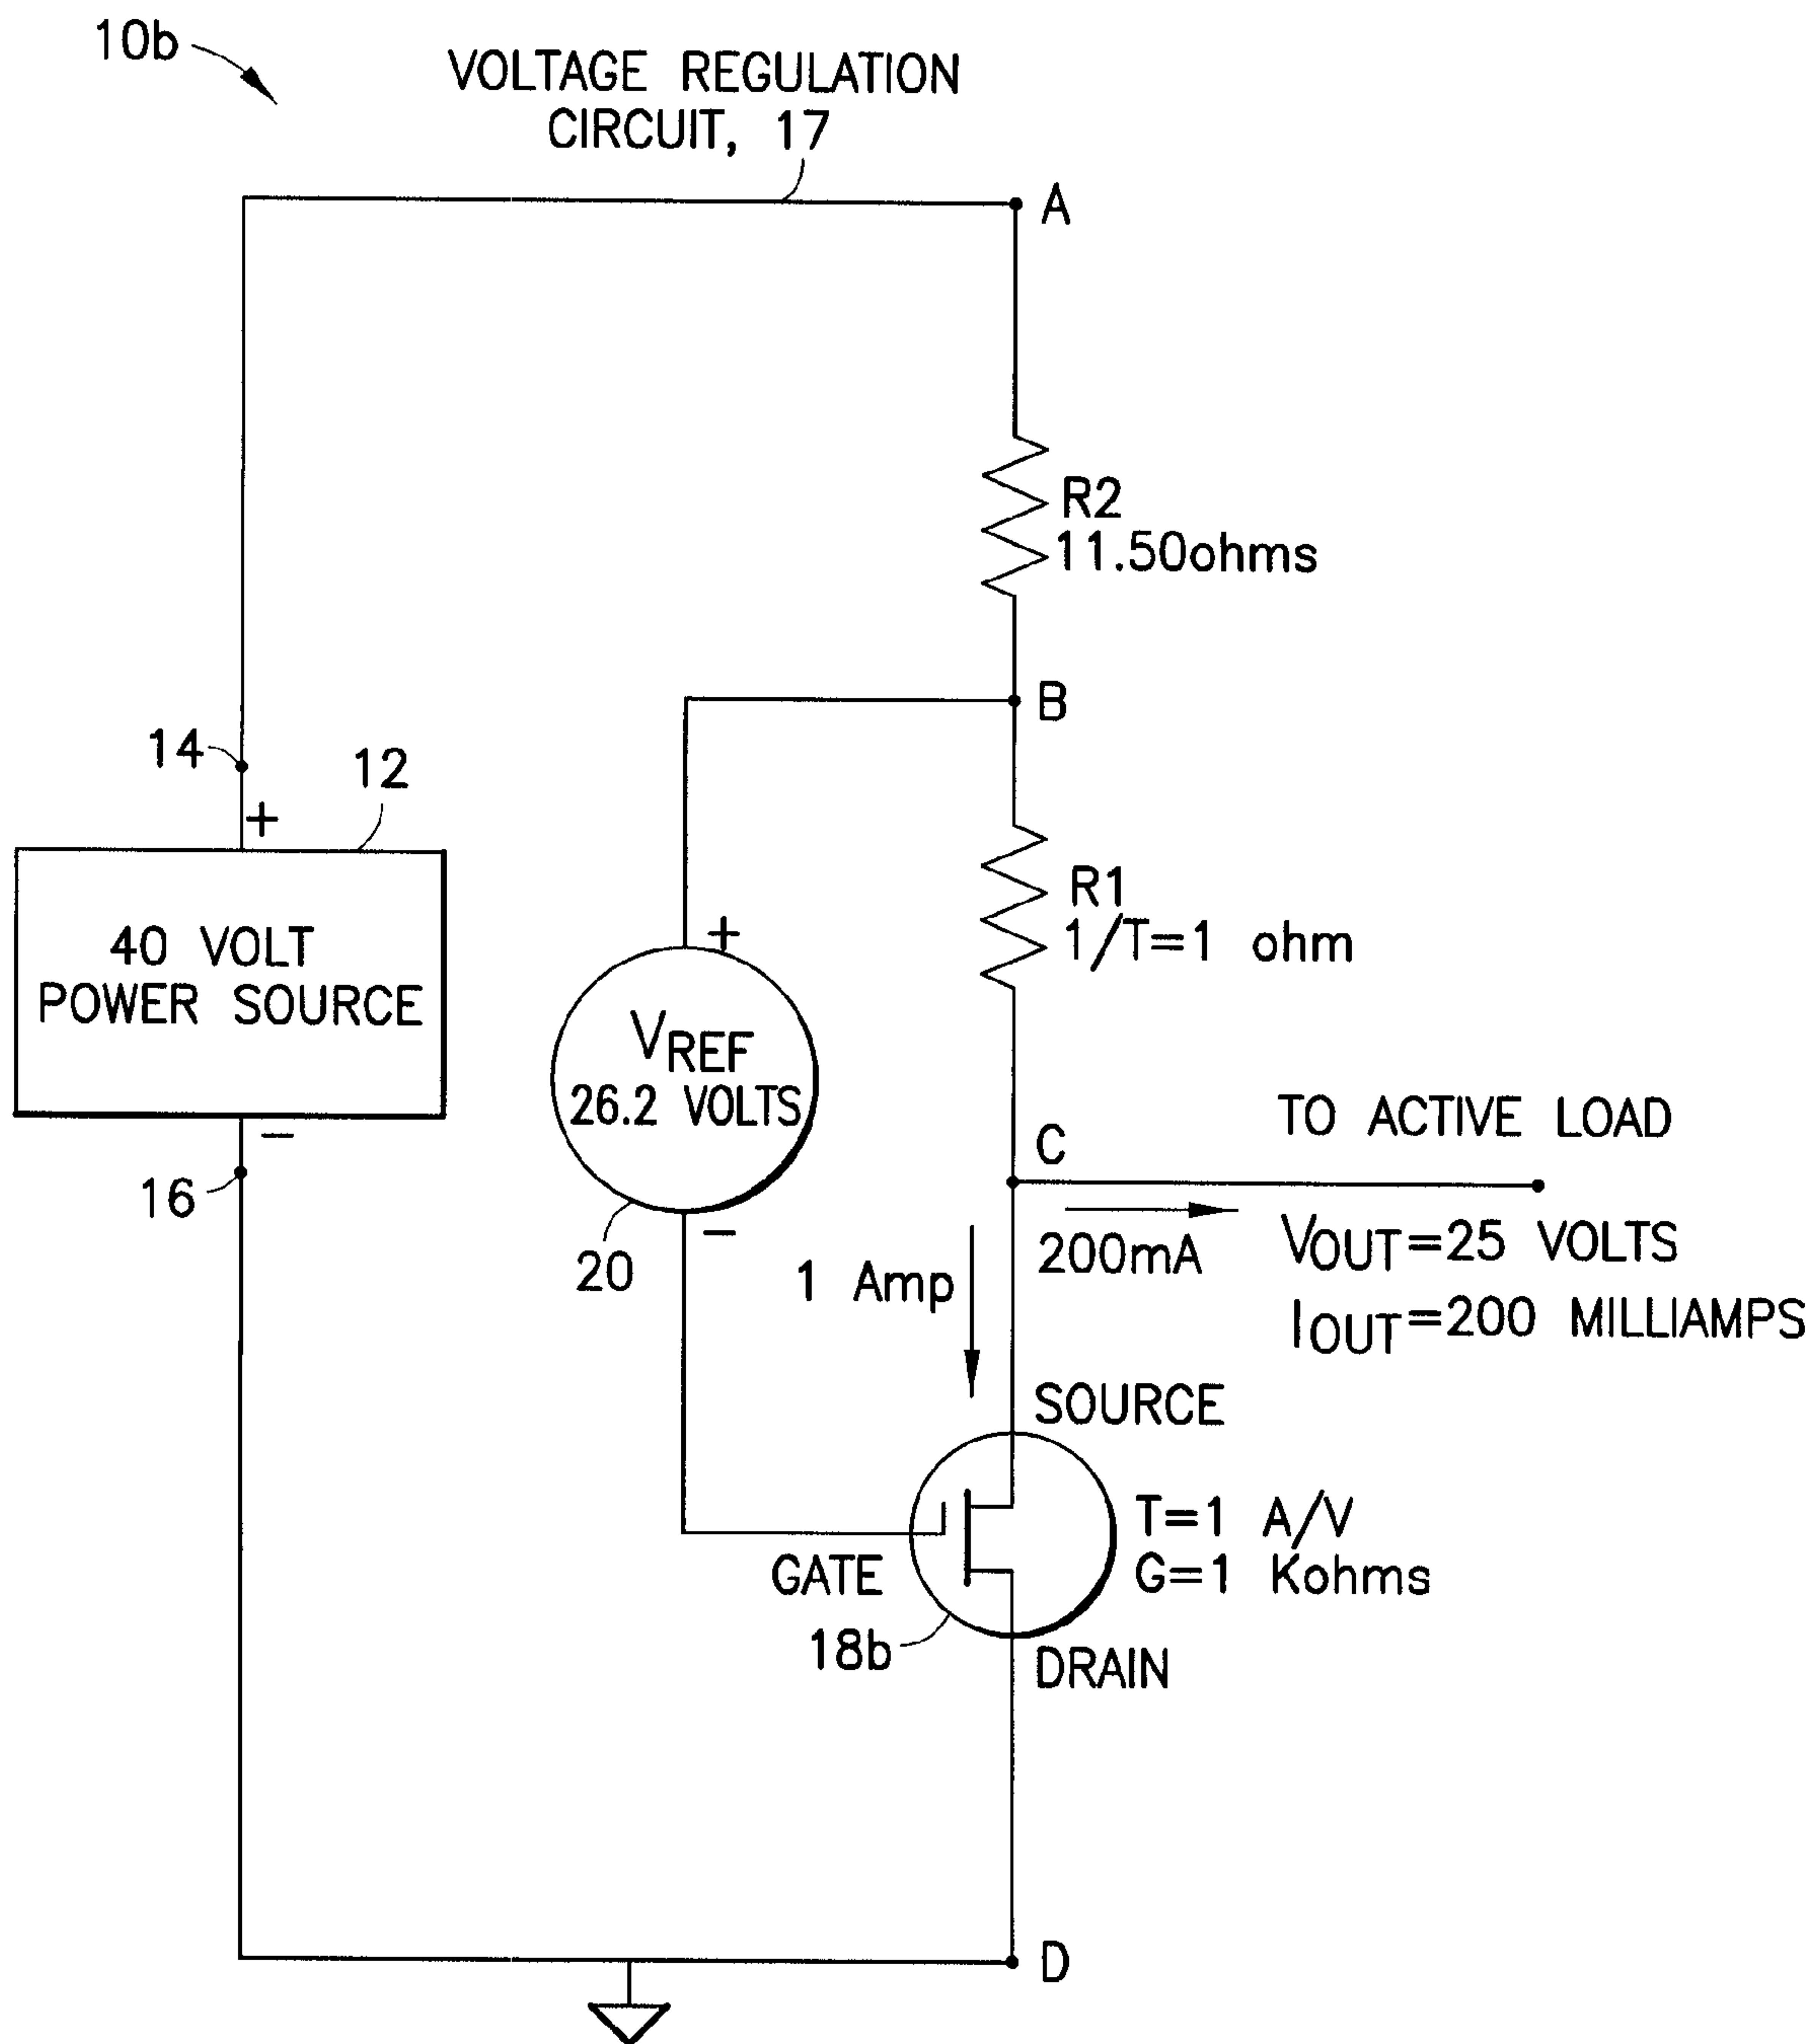 10b
VOLTAGE REGULATION
CIRCUIT, 17
A
R2
11.50ohms
B
14
12
+
40 VOLT
POWER SOURCE
−
16
+
VREF
26.2 VOLTS
−
20
R1
1/T=1 ohm
C
TO ACTIVE LOAD
200mA
VOUT=25 VOLTS
IOUT=200 MILLIAMPS
1 Amp
SOURCE
T=1 A/V
G=1 Kohms
GATE
18b
DRAIN
D